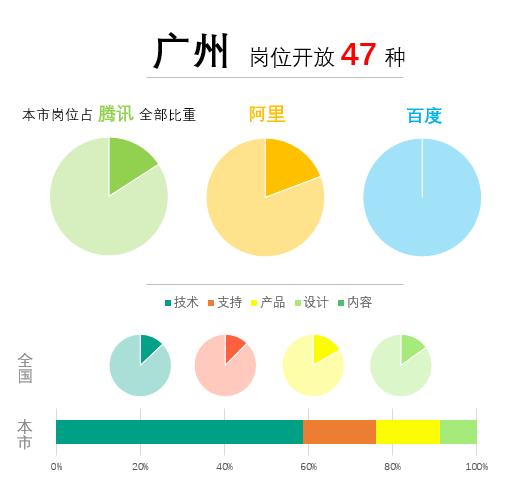 广州 岗位开放 47 种
本市岗位占 腾讯 全部比重 阿里 百度
技术 支持 产品 设计 内容
全国
本市
0% 20% 40% 60% 80% 100%